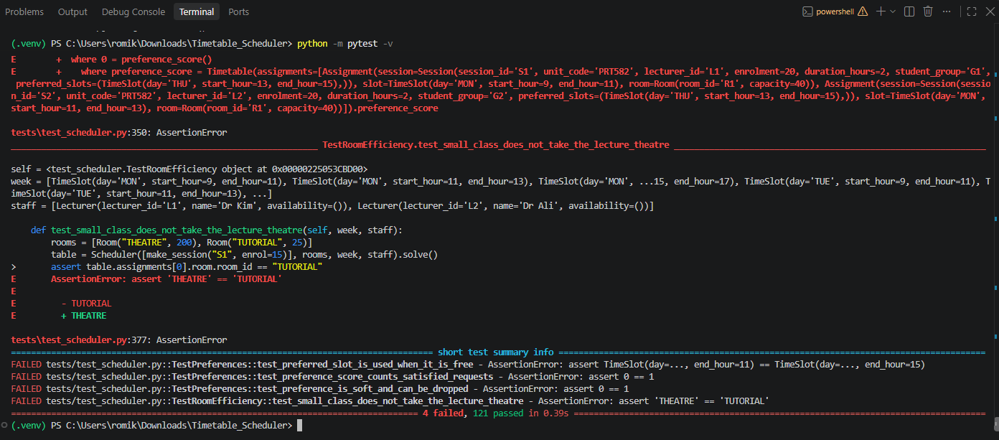 Problems Output Debug Console Terminal Ports powershell
(.venv) PS C:\Users\romik\Downloads\Timetable_Scheduler> python -m pytest -v
E        +  where 0 = preference_score()
E        +    where preference_score = Timetable(assignments=[Assignment(session=Session(session_id='S1', unit_code='PRT582', lecturer_id='L1', enrolment=20, duration_hours=2, student_group='G1',
 preferred_slots=(TimeSlot(day='THU', start_hour=13, end_hour=15),)), slot=TimeSlot(day='MON', start_hour=9, end_hour=11), room=Room(room_id='R1', capacity=40)), Assignment(session=Session(sessio
n_id='S2', unit_code='PRT582', lecturer_id='L2', enrolment=20, duration_hours=2, student_group='G2', preferred_slots=(TimeSlot(day='THU', start_hour=13, end_hour=15),)), slot=TimeSlot(day='MON',
start_hour=11, end_hour=13), room=Room(room_id='R1', capacity=40))]).preference_score
tests\test_scheduler.py:350: AssertionError
TestRoomEfficiency.test_small_class_does_not_take_the_lecture_theatre
self = <test_scheduler.TestRoomEfficiency object at 0x00000225053CBD00>
week = [TimeSlot(day='MON', start_hour=9, end_hour=11), TimeSlot(day='MON', start_hour=11, end_hour=13), TimeSlot(day='MON', ...15, end_hour=17), TimeSlot(day='TUE', start_hour=9, end_hour=11), T
imeSlot(day='TUE', start_hour=11, end_hour=13), ...]
staff = [Lecturer(lecturer_id='L1', name='Dr Kim', availability=()), Lecturer(lecturer_id='L2', name='Dr Ali', availability=())]
    def test_small_class_does_not_take_the_lecture_theatre(self, week, staff):
        rooms = [Room("THEATRE", 200), Room("TUTORIAL", 25)]
        table = Scheduler([make_session("S1", enrol=15)], rooms, week, staff).solve()
>       assert table.assignments[0].room.room_id == "TUTORIAL"
E       AssertionError: assert 'THEATRE' == 'TUTORIAL'
E
E         - TUTORIAL
E         + THEATRE
tests\test_scheduler.py:377: AssertionError
short test summary info
FAILED tests/test_scheduler.py::TestPreferences::test_preferred_slot_is_used_when_it_is_free - AssertionError: assert TimeSlot(day=..., end_hour=11) == TimeSlot(day=..., end_hour=15)
FAILED tests/test_scheduler.py::TestPreferences::test_preference_score_counts_satisfied_requests - AssertionError: assert 0 == 1
FAILED tests/test_scheduler.py::TestPreferences::test_preference_is_soft_and_can_be_dropped - AssertionError: assert 0 == 1
FAILED tests/test_scheduler.py::TestRoomEfficiency::test_small_class_does_not_take_the_lecture_theatre - AssertionError: assert 'THEATRE' == 'TUTORIAL'
4 failed, 121 passed in 0.39s
(.venv) PS C:\Users\romik\Downloads\Timetable_Scheduler>